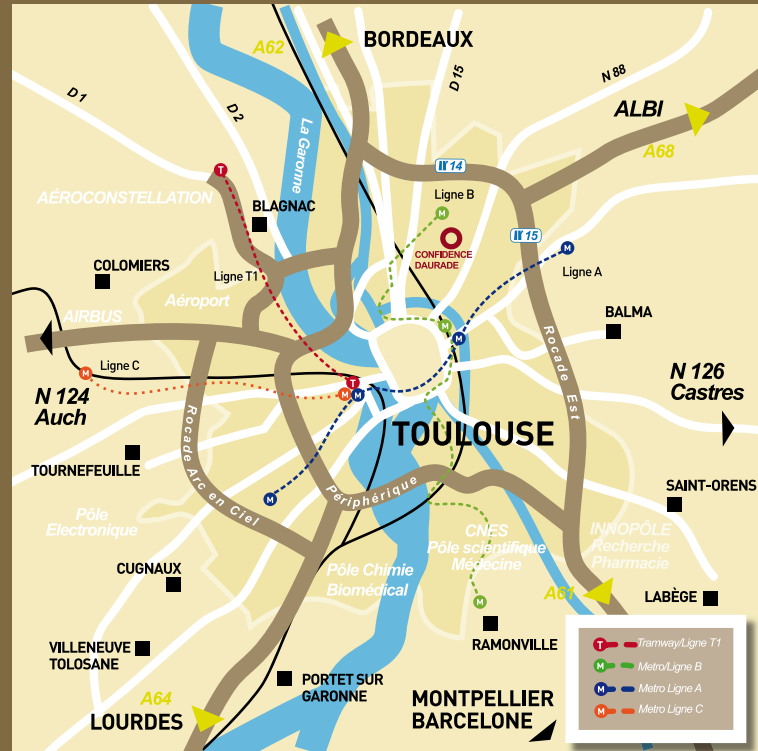 A62
BORDEAUX
D 1
D 2
D 15
N 88
ALBI
A68
La Garonne
14
AÉROCONSTELLATION
Ligne B
BLAGNAC
15
CONFIDENCE
DAURADE
Ligne A
COLOMIERS
Ligne T1
Aéroport
AIRBUS
BALMA
Rocade Est
Ligne C
N 124
Auch
N 126
Castres
TOULOUSE
Rocade Arc en Ciel
TOURNEFEUILLE
Périphérique
SAINT-ORENS
Pôle
Electronique
CNES
Pôle scientifique
Médecine
INNOPÔLE
Recherche
Pharmacie
CUGNAUX
Pôle Chimie
Biomédical
A61
LABÈGE
RAMONVILLE
VILLENEUVE
TOLOSANE
PORTET SUR
GARONNE
A64
LOURDES
MONTPELLIER
BARCELONE
T
M
M
M
M
M
T
M
M
M
M
T Tramway/Ligne T1
M Metro/Ligne B
M Metro Ligne A
M Metro Ligne C